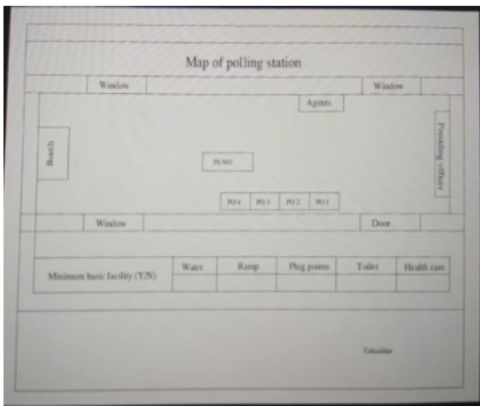 Map of polling station
Window Window
Agents
Booth
Presiding officer
PS NO
PO 4 PO 3 PO 2 PO 1
Window Door
Minimum basic facility (Y/N) Water Ramp Plug points Toilet Health care
Tahsildar